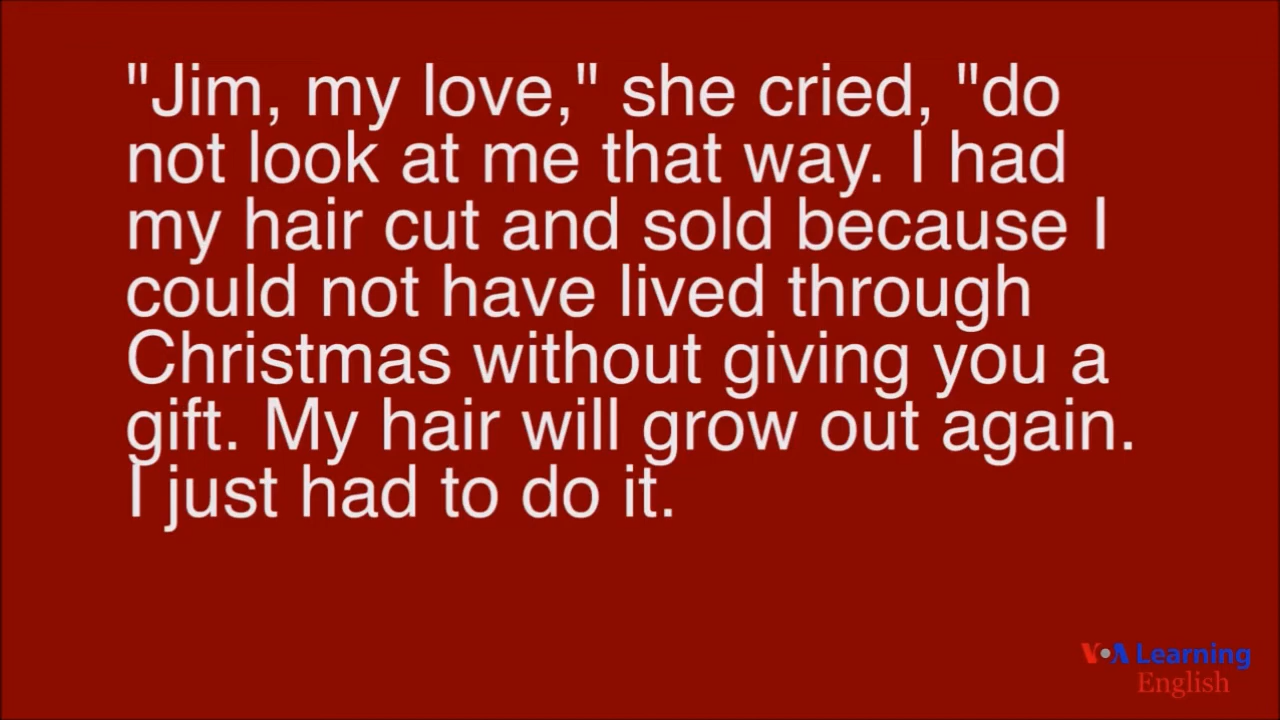 "Jim, my love," she cried, "do
not look at me that way. I had
my hair cut and sold because I
could not have lived through
Christmas without giving you a
gift. My hair will grow out again.
I just had to do it.
VOA Learning
English